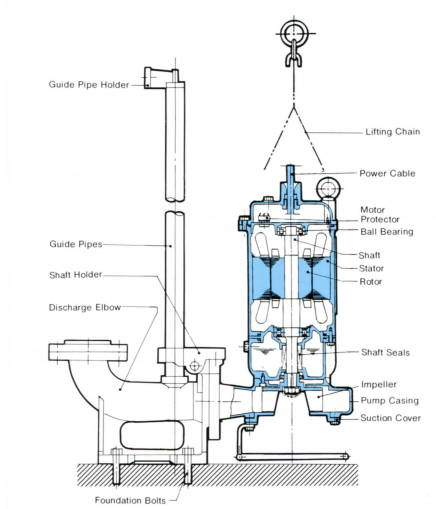 Guide Pipe Holder
Lifting Chain
Power Cable
Motor
Protector
Ball Bearing
Guide Pipes
Shaft
Stator
Rotor
Shaft Holder
Discharge Elbow
Shaft Seals
Impeller
Pump Casing
Suction Cover
Foundation Bolts